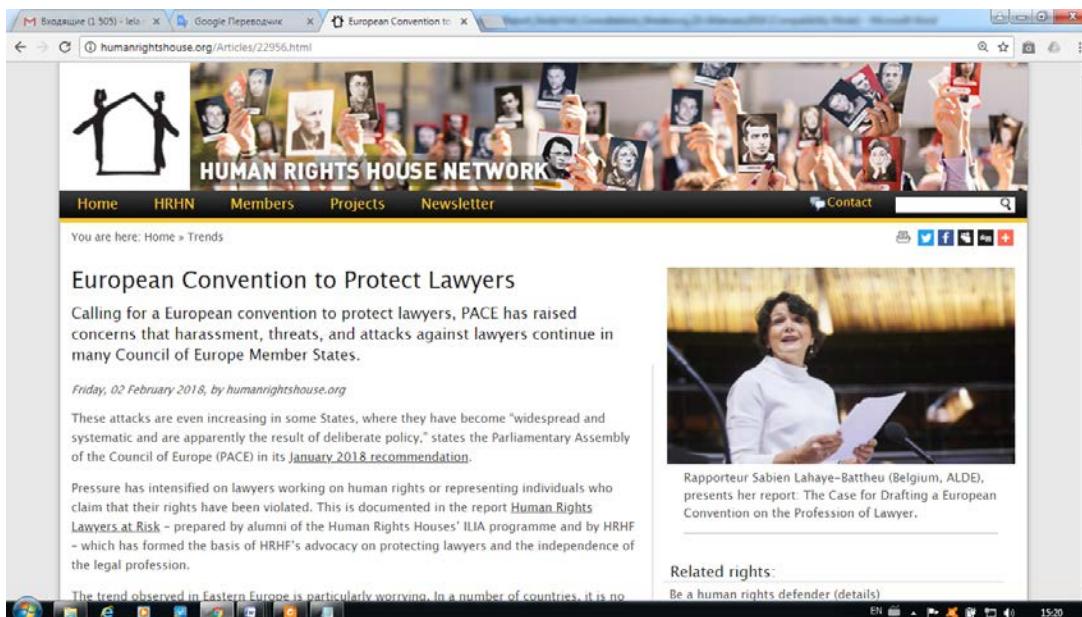 Входящие (1 505) - lela
Google Переводчик
European Convention to
humanrightshouse.org/Articles/22956.html
HUMAN RIGHTS HOUSE NETWORK
Home HRHN Members Projects Newsletter Contact
You are here: Home » Trends
European Convention to Protect Lawyers
Calling for a European convention to protect lawyers, PACE has raised
concerns that harassment, threats, and attacks against lawyers continue in
many Council of Europe Member States.
Friday, 02 February 2018, by humanrightshouse.org
These attacks are even increasing in some States, where they have become “widespread and
systematic and are apparently the result of deliberate policy,” states the Parliamentary Assembly
of the Council of Europe (PACE) in its January 2018 recommendation.
Pressure has intensified on lawyers working on human rights or representing individuals who
claim that their rights have been violated. This is documented in the report Human Rights
Lawyers at Risk – prepared by alumni of the Human Rights Houses' ILIA programme and by HRHF
– which has formed the basis of HRHF's advocacy on protecting lawyers and the independence of
the legal profession.
The trend observed in Eastern Europe is particularly worrying. In a number of countries, it is no
Rapporteur Sabien Lahaye-Battheu (Belgium, ALDE),
presents her report: The Case for Drafting a European
Convention on the Profession of Lawyer.
Related rights:
Be a human rights defender (details)
EN
15:20